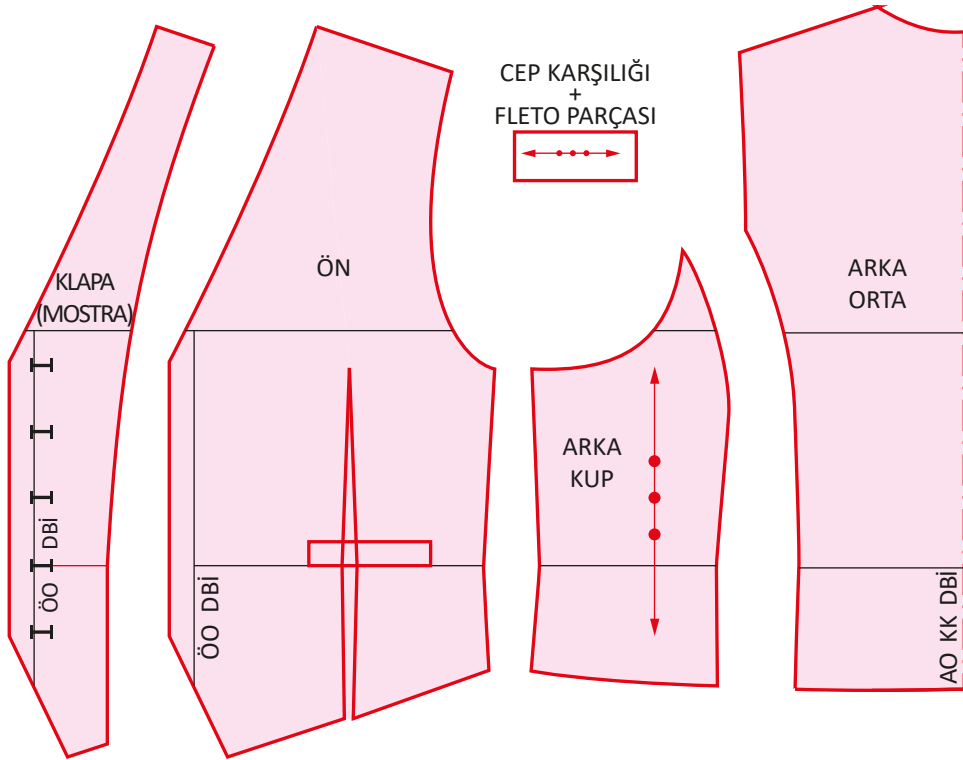 CEP KARŞILIĞI
+
FLETO PARÇASI
KLAPA
(MOSTRA)
ÖN
ARKA
ORTA
ARKA
KUP
ÖO DBİ
ÖO DBİ
AO KK DBİ